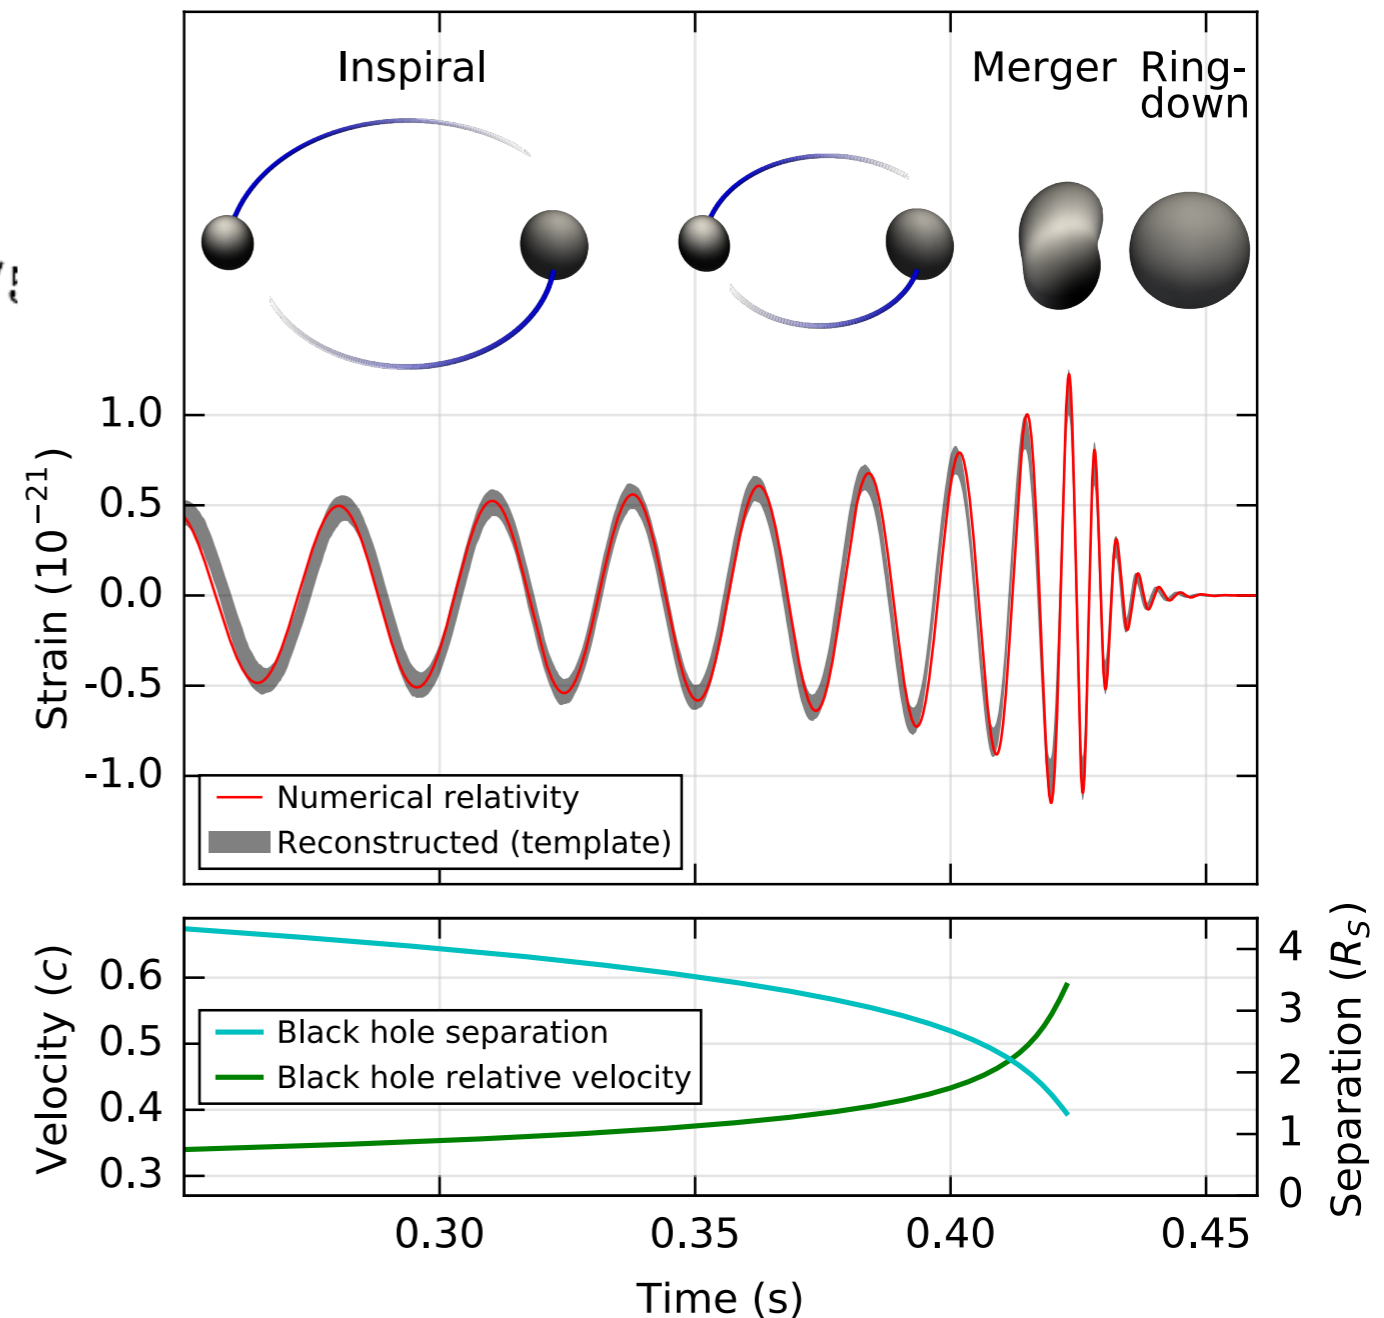 Inspiral
Merger
Ring-
down
Strain (10⁻²¹)
1.0
0.5
0.0
-0.5
-1.0
Numerical relativity
Reconstructed (template)
Velocity (c)
0.6
0.5
0.4
0.3
Black hole separation
Black hole relative velocity
Separation (R_S)
4
3
2
1
0
0.30
0.35
0.40
0.45
Time (s)